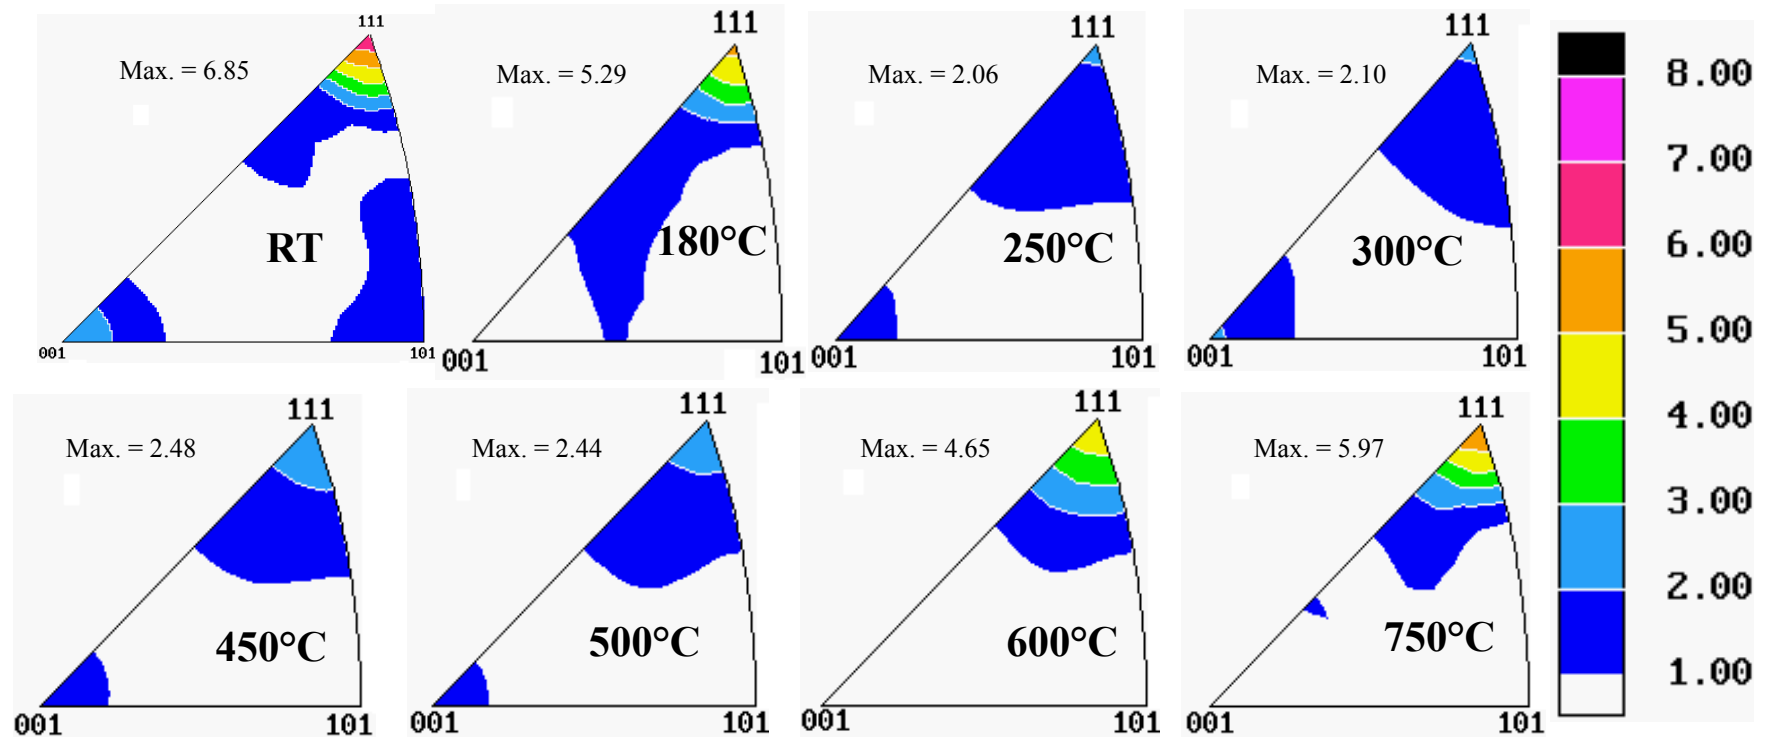 111
Max. = 6.85
RT
001
101
111
Max. = 5.29
180°C
001
101
111
Max. = 2.06
250°C
001
101
111
Max. = 2.10
300°C
001
101
111
Max. = 2.48
450°C
001
101
111
Max. = 2.44
500°C
001
101
111
Max. = 4.65
600°C
001
101
111
Max. = 5.97
750°C
001
101
8.00
7.00
6.00
5.00
4.00
3.00
2.00
1.00